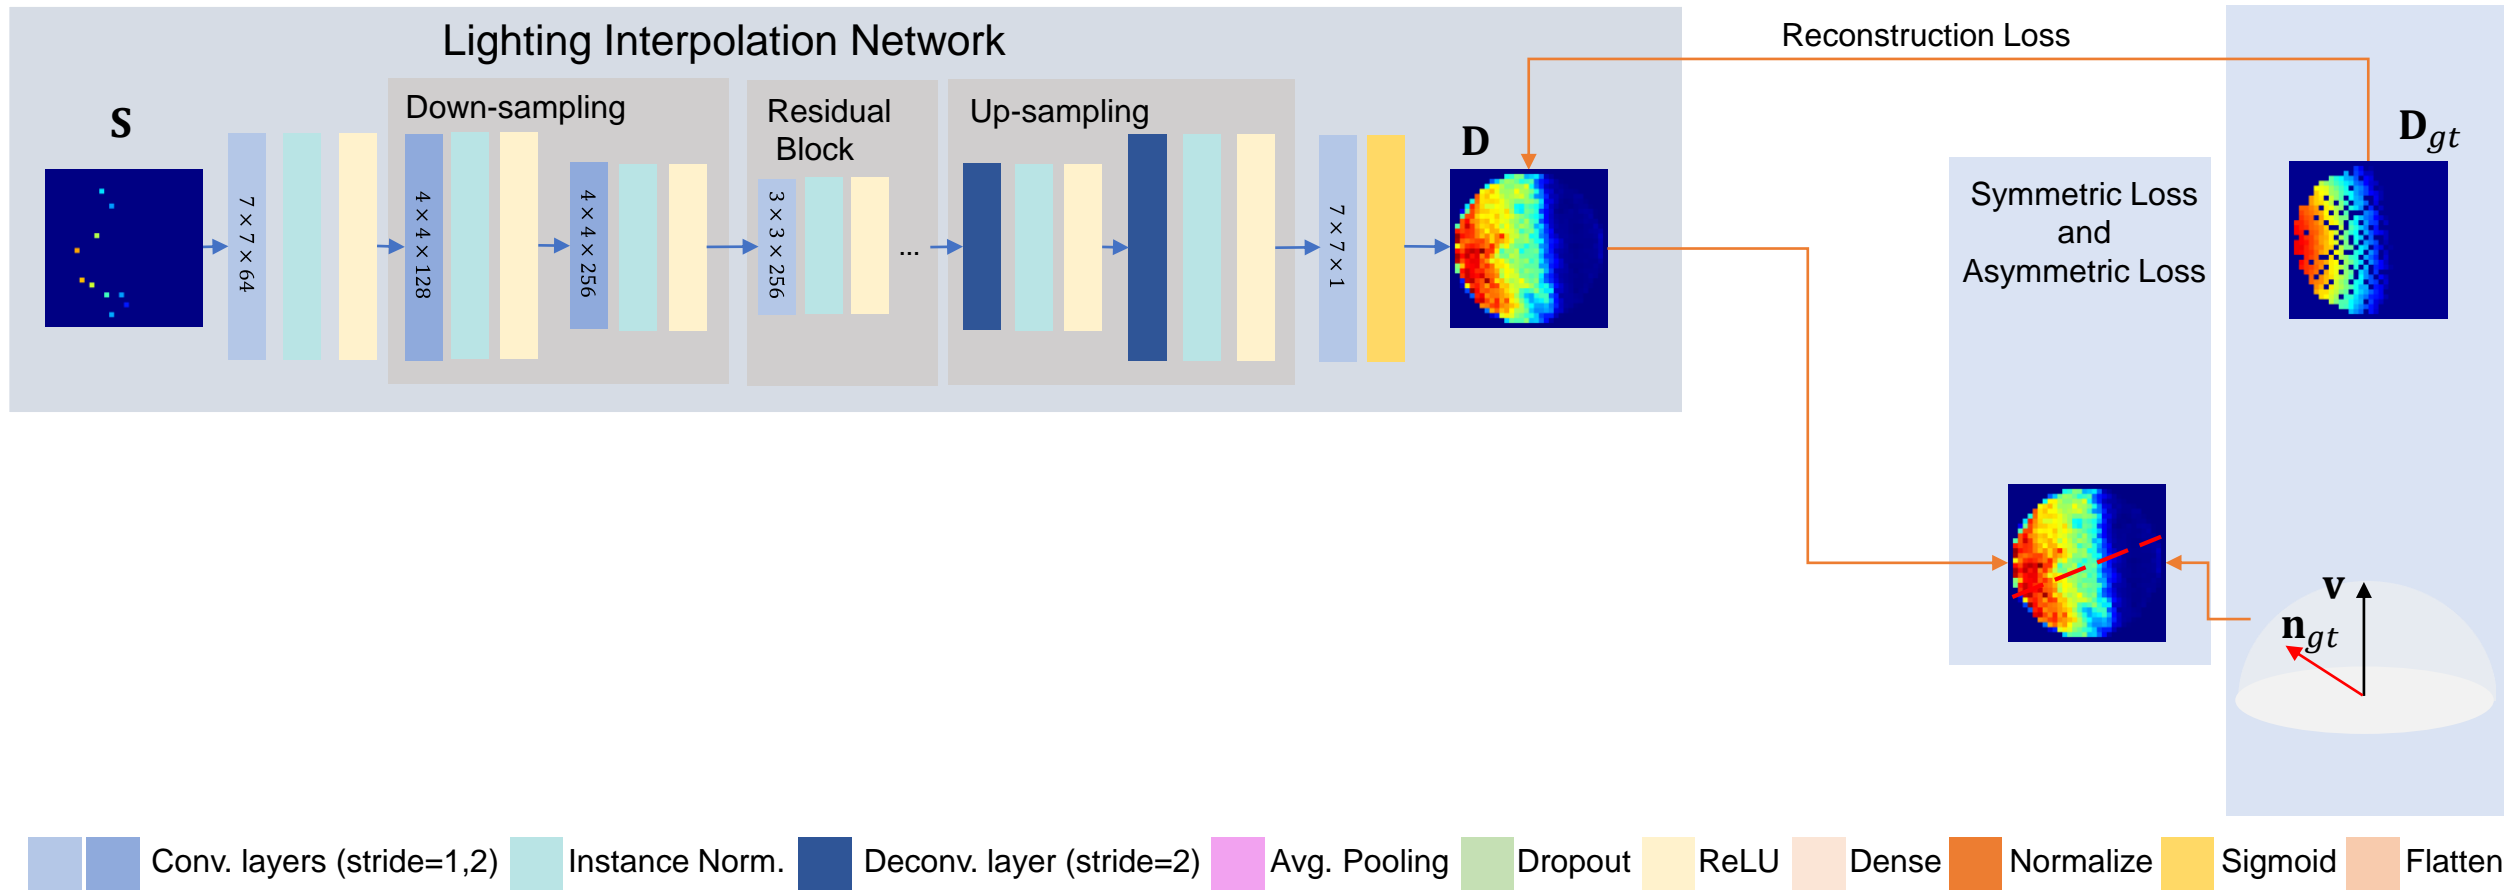 Lighting Interpolation Network
Reconstruction Loss
Down-sampling
Residual
Block
Up-sampling
S
D
D_gt
7×7×64
4×4×128
4×4×256
3×3×256
...
7×7×1
Symmetric Loss
and
Asymmetric Loss
v
n_gt
Conv. layers (stride=1,2)
Instance Norm.
Deconv. layer (stride=2)
Avg. Pooling
Dropout
ReLU
Dense
Normalize
Sigmoid
Flatten